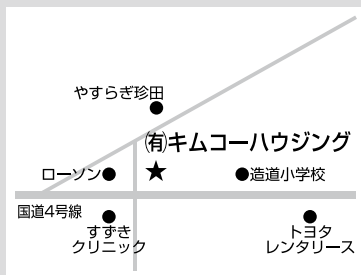 やすらぎ珍田
㈲キムコーハウジング
ローソン
造道小学校
国道4号線
すずき
クリニック
トヨタ
レンタリース